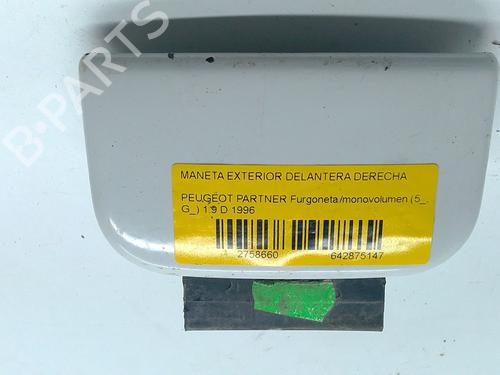 B-PARTS
MANETA EXTERIOR DELANTERA DERECHA
PEUGEOT PARTNER Furgoneta/monovolumen (5_,
G_) 1.9 D 1996
2758660
642875147